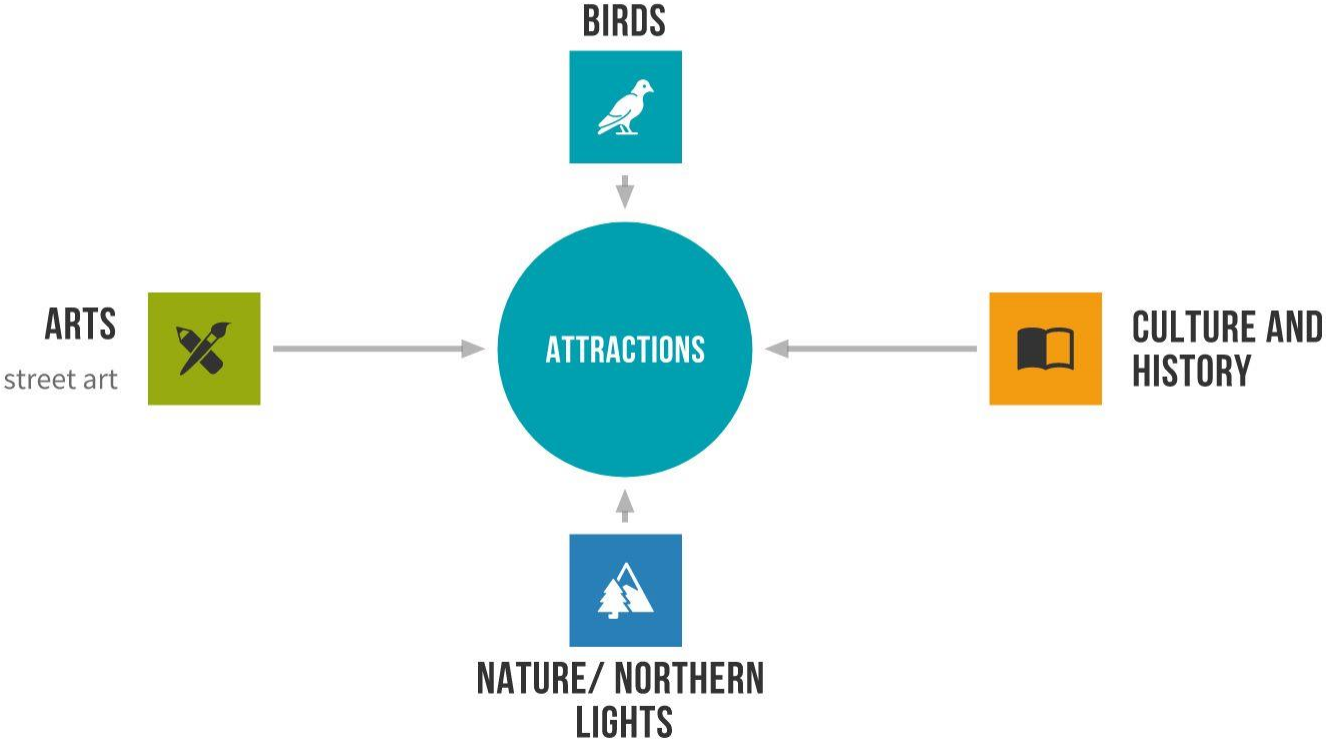 BIRDS
ARTS
street art
ATTRACTIONS
CULTURE AND
HISTORY
NATURE/ NORTHERN
LIGHTS